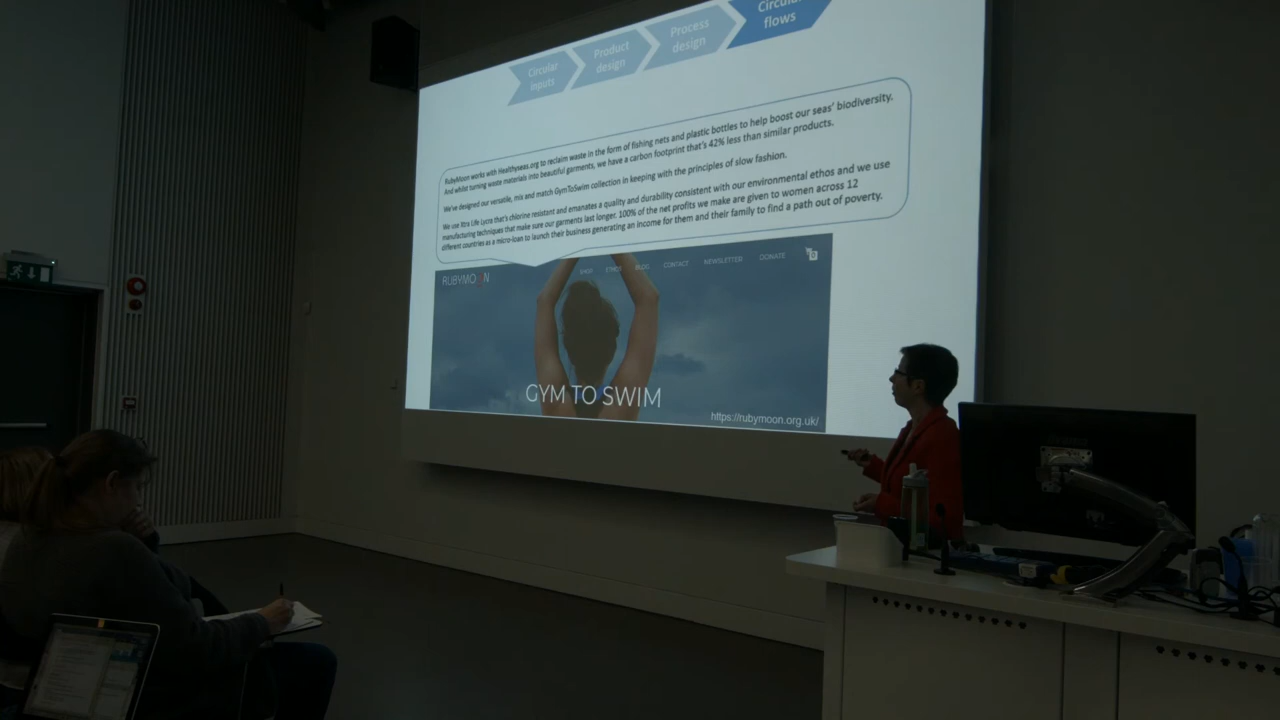 Circular
inputs
Product
design
Process
design
Circular
flows
RubyMoon works with Healthyseas.org to reclaim waste in the form of fishing nets and plastic bottles to help boost our seas' biodiversity.
And whilst turning waste materials into beautiful garments, we have a carbon footprint that's 42% less than similar products.
We've designed our versatile, mix and match GymToSwim collection in keeping with the principles of slow fashion.
We use Xtra Life Lycra that's chlorine resistant and emanates a quality and durability consistent with our environmental ethos and we use
manufacturing techniques that make sure our garments last longer. 100% of the net profits we make are given to women across 12
different countries as a micro-loan to launch their business generating an income for them and their family to find a path out of poverty.
RUBYMOON SHOP ETHOS BLOG CONTACT NEWSLETTER DONATE 0
GYM TO SWIM
https://rubymoon.org.uk/